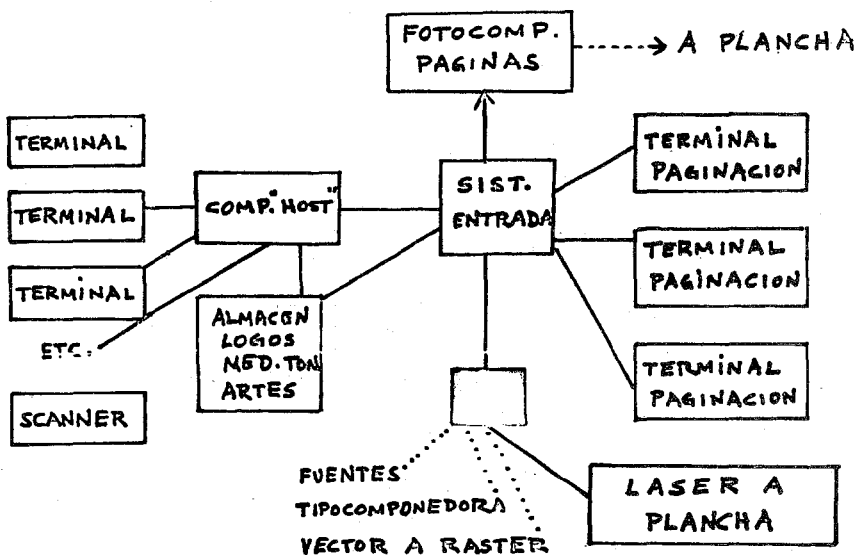 FOTOCOMP.
PAGINAS
A PLANCHA
TERMINAL
TERMINAL
TERMINAL
ETC.
SCANNER
COMP. "HOST"
ALMACEN
LOGOS
MED. TON
ARTES
SIST.
ENTRADA
TERMINAL
PAGINACION
TERMINAL
PAGINACION
TERMINAL
PAGINACION
FUENTES
TIPOCOMPONEDORA
VECTOR A RASTER
LASER A
PLANCHA